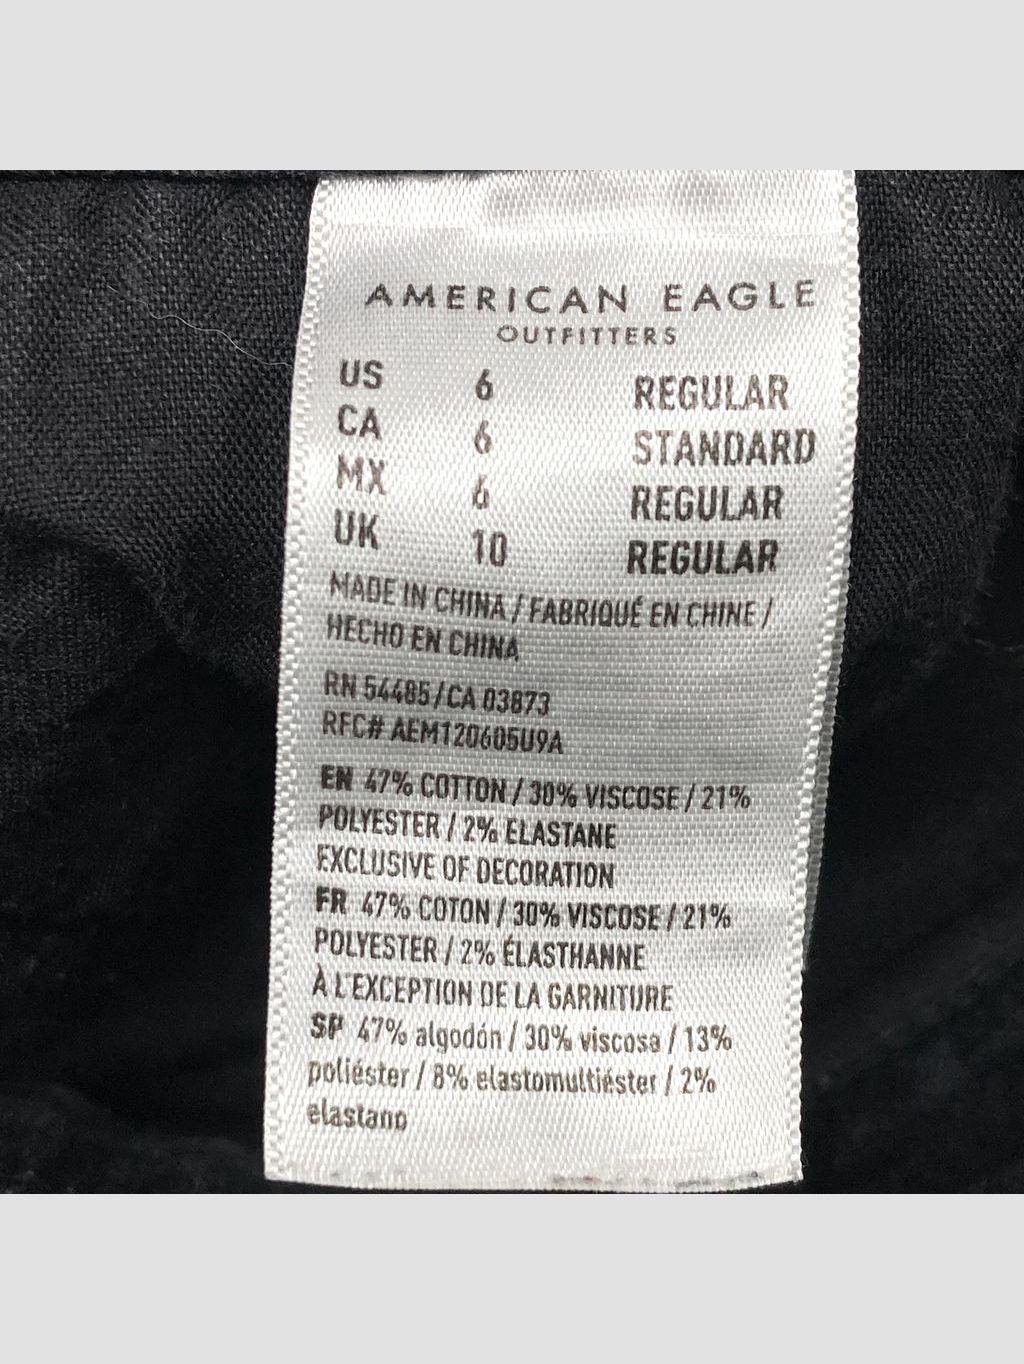 AMERICAN EAGLE
OUTFITTERS
US 6 REGULAR
CA 6 STANDARD
MX 6 REGULAR
UK 10 REGULAR
MADE IN CHINA / FABRIQUÉ EN CHINE /
HECHO EN CHINA
RN 54485/CA 03873
RFC# AEM120605U9A
EN 47% COTTON / 30% VISCOSE / 21%
POLYESTER / 2% ELASTANE
EXCLUSIVE OF DECORATION
FR 47% COTON / 30% VISCOSE / 21%
POLYESTER / 2% ÉLASTHANNE
À L'EXCEPTION DE LA GARNITURE
SP 47% algodón / 30% viscosa / 13%
poliéster / 8% elastomultiéster / 2%
elastano